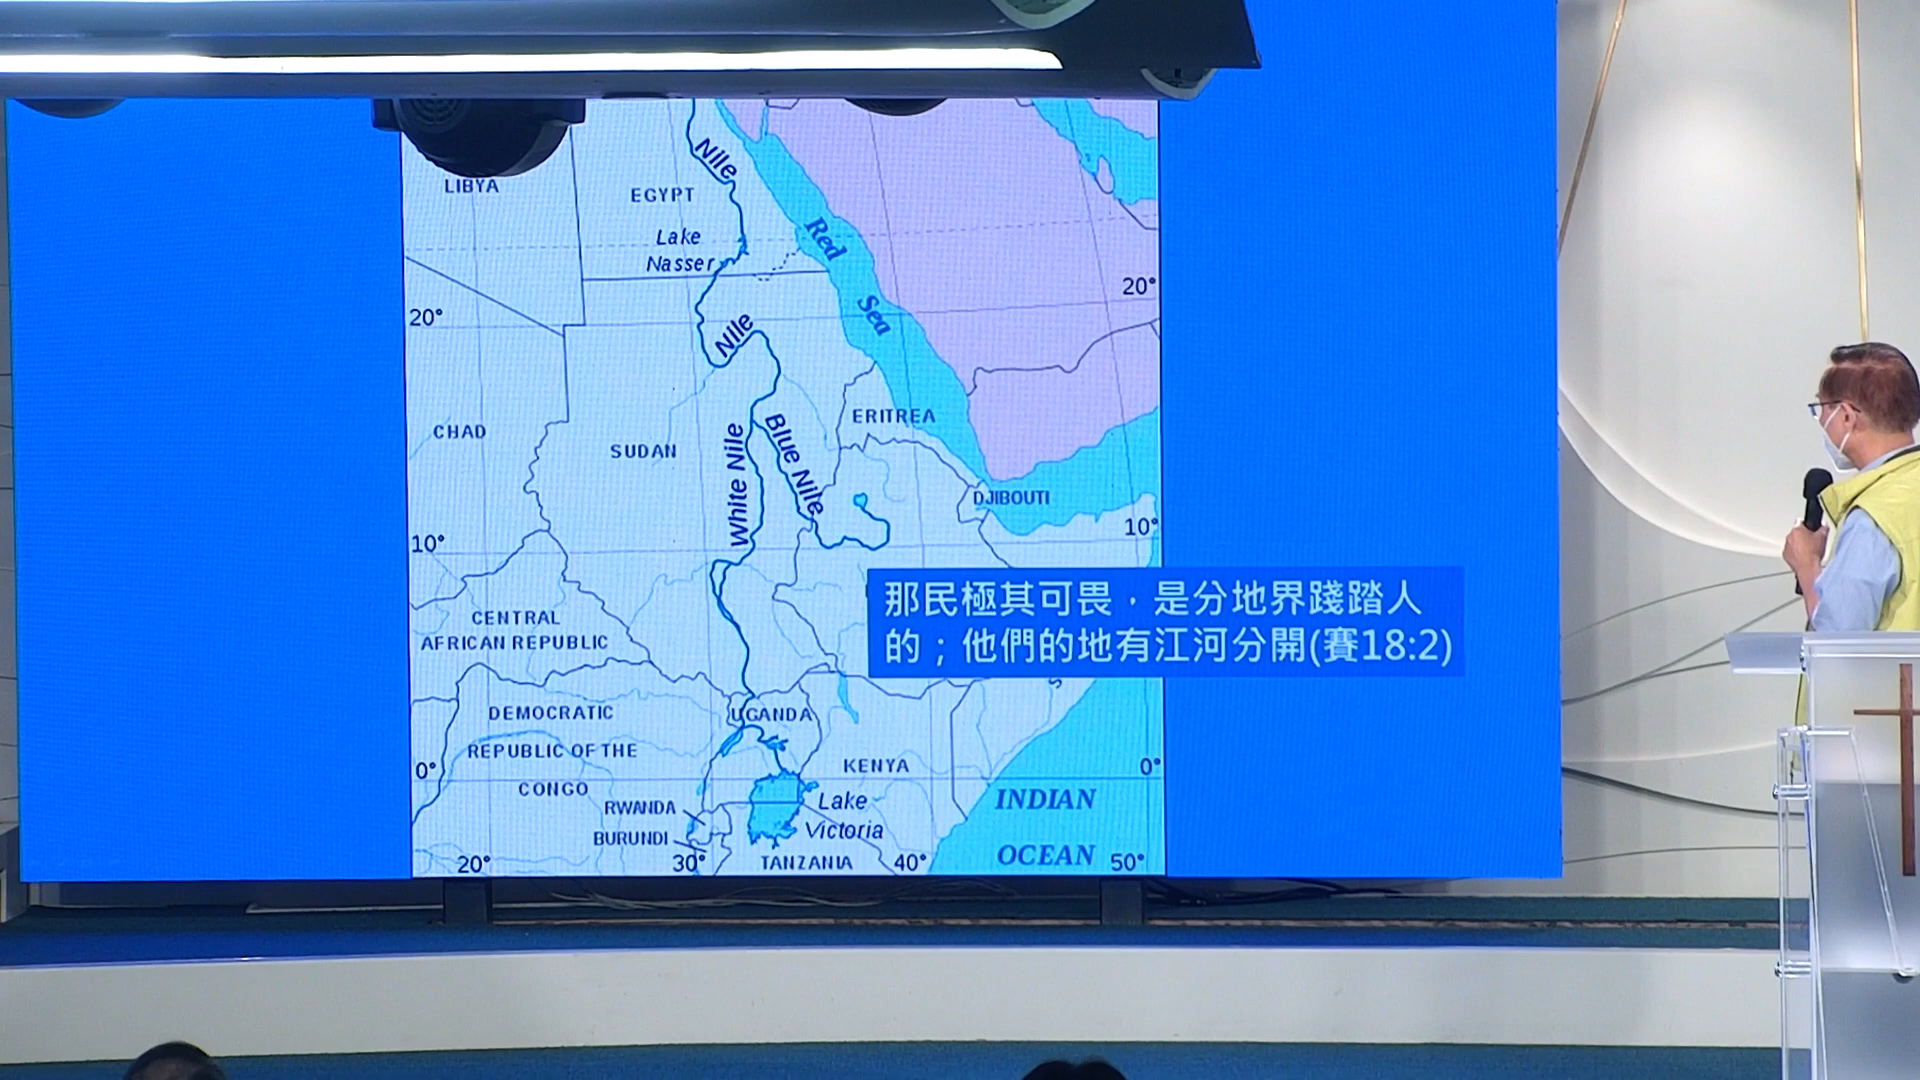 Nile
LIBYA
EGYPT
Lake
Nasser
Red
Sea
20°
20°
Nile
CHAD
SUDAN
White Nile
Blue Nile
ERITREA
DJIBOUTI
10°
10°
那民極其可畏，是分地界踐踏人
的；他們的地有江河分開(賽18:2)
CENTRAL
AFRICAN REPUBLIC
DEMOCRATIC
REPUBLIC OF THE
CONGO
UGANDA
KENYA
0°
0°
RWANDA
BURUNDI
Lake
Victoria
TANZANIA
INDIAN
OCEAN
20°
30°
40°
50°